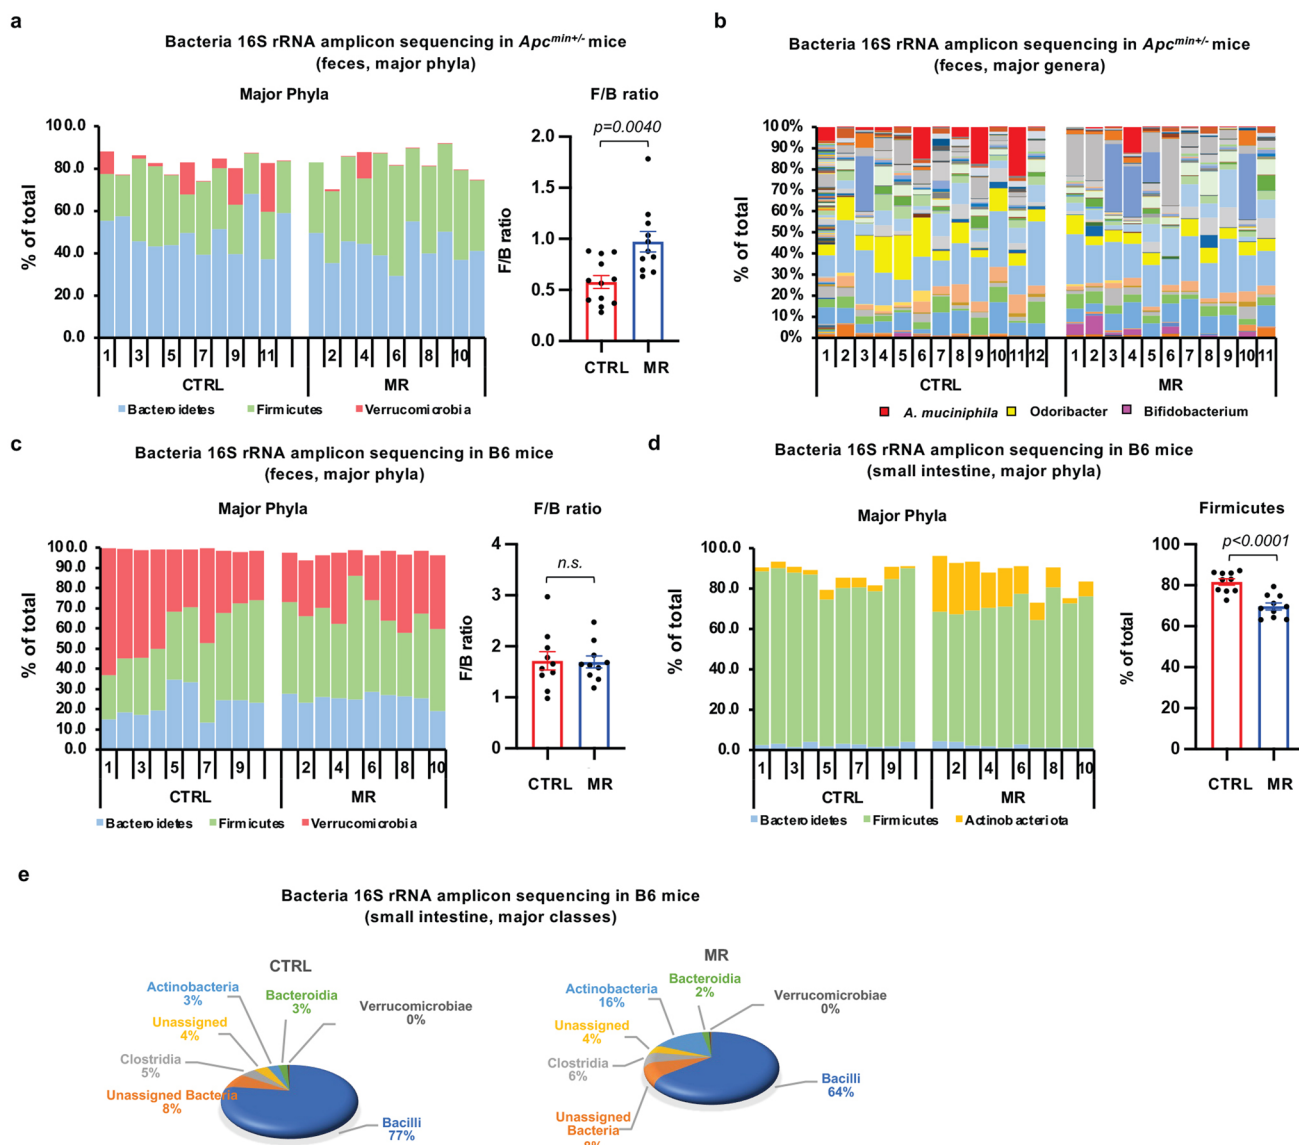 a
Bacteria 16S rRNA amplicon sequencing in Apcmin+/- mice
(feces, major phyla)
Major Phyla
F/B ratio
p=0.0040
100.0
80.0
60.0
40.0
20.0
0.0
% of total
1 3 5 7 9 11
2 4 6 8 10
CTRL
MR
Bacteroidetes Firmicutes Verrucomicrobia
2.0
1.5
1.0
0.5
0.0
F/B ratio
CTRL MR
b
Bacteria 16S rRNA amplicon sequencing in Apcmin+/- mice
(feces, major genera)
100%
90%
80%
70%
60%
50%
40%
30%
20%
10%
0%
% of total
1 2 3 4 5 6 7 8 9 10 11 12
1 2 3 4 5 6 7 8 9 10 11
CTRL
MR
A. muciniphila Odoribacter Bifidobacterium
c
Bacteria 16S rRNA amplicon sequencing in B6 mice
(feces, major phyla)
Major Phyla
F/B ratio
n.s.
100.0
90.0
80.0
70.0
60.0
50.0
40.0
30.0
20.0
10.0
0.0
% of total
1 3 5 7 9
2 4 6 8 10
CTRL
MR
Bacteroidetes Firmicutes Verrucomicrobia
4
3
2
1
0
F/B ratio
CTRL MR
d
Bacteria 16S rRNA amplicon sequencing in B6 mice
(small intestine, major phyla)
Major Phyla
Firmicutes
p<0.0001
100.0
80.0
60.0
40.0
20.0
0.0
% of total
1 3 5 7 9
2 4 6 8 10
CTRL
MR
Bacteroidetes Firmicutes Actinobacteriota
100
80
60
40
20
0
% of total
CTRL MR
e
Bacteria 16S rRNA amplicon sequencing in B6 mice
(small intestine, major classes)
CTRL
Actinobacteria
3%
Bacteroidia
3%
Verrucomicrobiae
0%
Unassigned
4%
Clostridia
5%
Unassigned Bacteria
8%
Bacilli
77%
MR
Actinobacteria
16%
Bacteroidia
2%
Verrucomicrobiae
0%
Unassigned
4%
Clostridia
6%
Unassigned
Bacteria
Bacilli
64%